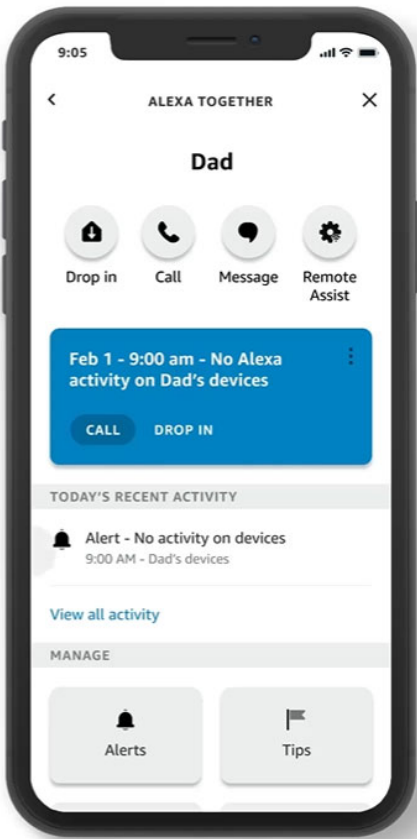 9:05
ALEXA TOGETHER
Dad
Drop in
Call
Message
Remote
Assist
Feb 1 - 9:00 am - No Alexa
activity on Dad's devices
CALL
DROP IN
TODAY'S RECENT ACTIVITY
Alert - No activity on devices
9:00 AM - Dad's devices
View all activity
MANAGE
Alerts
Tips